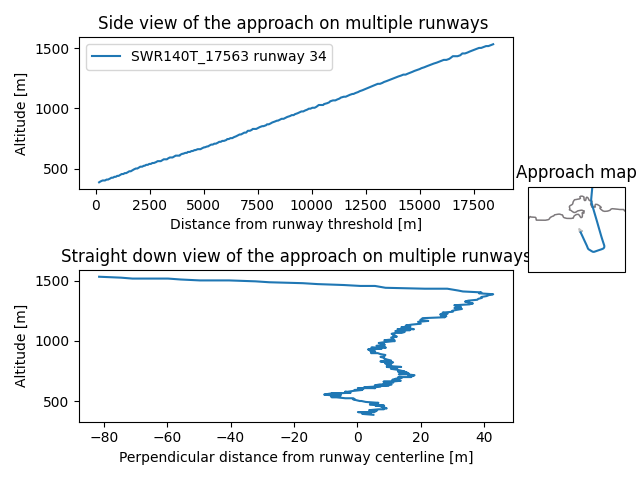 Side view of the approach on multiple runways
SWR140T_17563 runway 34
Altitude [m]
1500
1000
500
0 2500 5000 7500 10000 12500 15000 17500
Distance from runway threshold [m]
Approach map
Straight down view of the approach on multiple runways
Altitude [m]
1500
1000
500
−80 −60 −40 −20 0 20 40
Perpendicular distance from runway centerline [m]